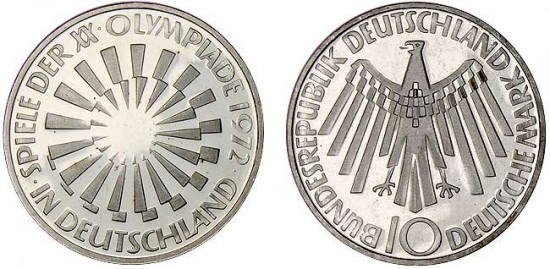 SPIELE DER XX. OLYMPIADE 1972
· IN DEUTSCHLAND ·
BUNDESREPUBLIK DEUTSCHLAND
10 DEUTSCHE MARK